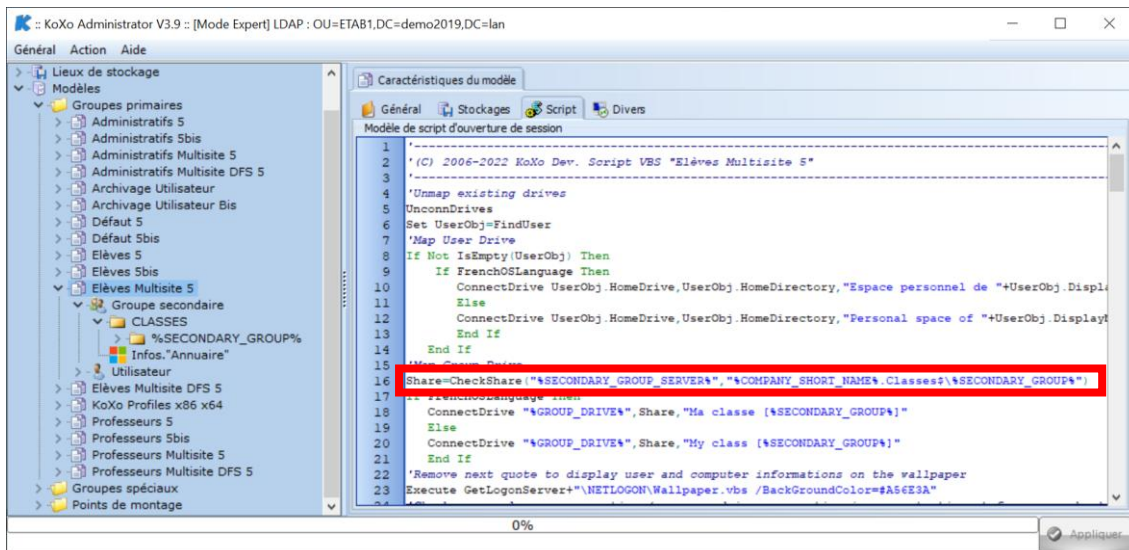 :: KoXo Administrator V3.9 :: [Mode Expert] LDAP : OU=ETAB1,DC=demo2019,DC=lan
Général Action Aide
Lieux de stockage
Modèles
Groupes primaires
Administratifs 5
Administratifs 5bis
Administratifs Multisite 5
Administratifs Multisite DFS 5
Archivage Utilisateur
Archivage Utilisateur Bis
Défaut 5
Défaut 5bis
Elèves 5
Elèves 5bis
Elèves Multisite 5
Groupe secondaire
CLASSES
%SECONDARY_GROUP%
Infos."Annuaire"
Utilisateur
Elèves Multisite DFS 5
KoXo Profiles x86 x64
Professeurs 5
Professeurs 5bis
Professeurs Multisite 5
Professeurs Multisite DFS 5
Groupes spéciaux
Points de montage
Caractéristiques du modèle
Général Stockages Script Divers
Modèle de script d'ouverture de session
1 '--------------------------------------------------
2 '(C) 2006-2022 KoXo Dev. Script VBS "Elèves Multisite 5"
3 '--------------------------------------------------
4 'Unmap existing drives
5 UnconnDrives
6 Set UserObj=FindUser
7 'Map User Drive
8 If Not IsEmpty(UserObj) Then
9 If FrenchOSLanguage Then
10 ConnectDrive UserObj.HomeDrive,UserObj.HomeDirectory,"Espace personnel de "+UserObj.Displ
11 Else
12 ConnectDrive UserObj.HomeDrive,UserObj.HomeDirectory,"Personal space of "+UserObj.Display
13 End If
14 End If
15 'Map Group Drive
16 Share=CheckShare("%SECONDARY_GROUP_SERVER%","%COMPANY_SHORT_NAME%.Classes$\%SECONDARY_GROUP%")
17 If FrenchOSLanguage Then
18 ConnectDrive "%GROUP_DRIVE%",Share,"Ma classe [%SECONDARY_GROUP%]"
19 Else
20 ConnectDrive "%GROUP_DRIVE%",Share,"My class [%SECONDARY_GROUP%]"
21 End If
22 'Remove next quote to display user and computer informations on the wallpaper
23 Execute GetLogonServer+"\NETLOGON\Wallpaper.vbs /BackGroundColor=#A56E3A"
0%
Appliquer